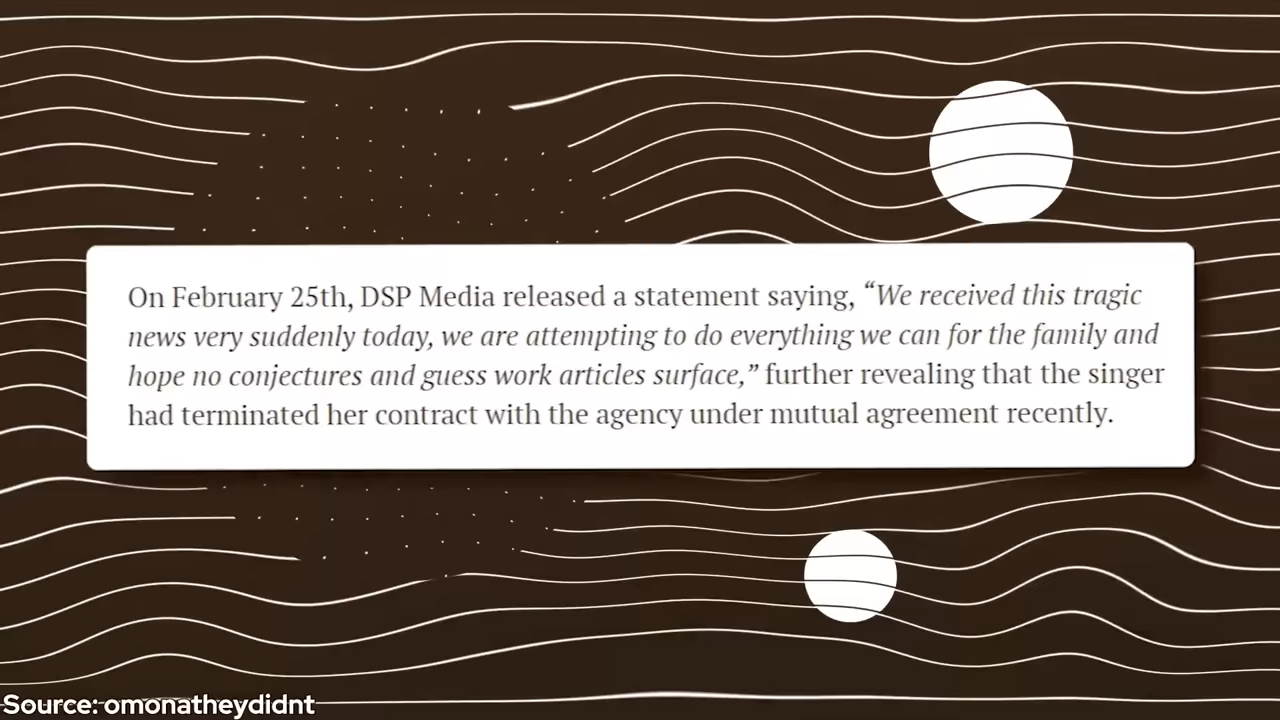 On February 25th, DSP Media released a statement saying, “We received this tragic
news very suddenly today, we are attempting to do everything we can for the family and
hope no conjectures and guess work articles surface,” further revealing that the singer
had terminated her contract with the agency under mutual agreement recently.
Source: omonatheydidnt